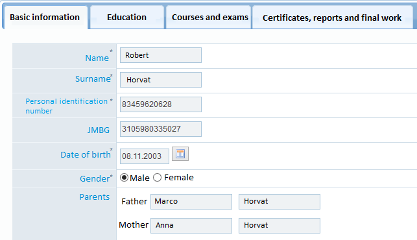 Basic information Education Courses and exams Certificates, reports and final work
Name* Robert
Surname* Horvat
Personal identification * 83459620628
number
JMBG 3105980335027
Date of birth* 08.11.2003
Gender* Male Female
Parents Father Marco Horvat
Mother Anna Horvat